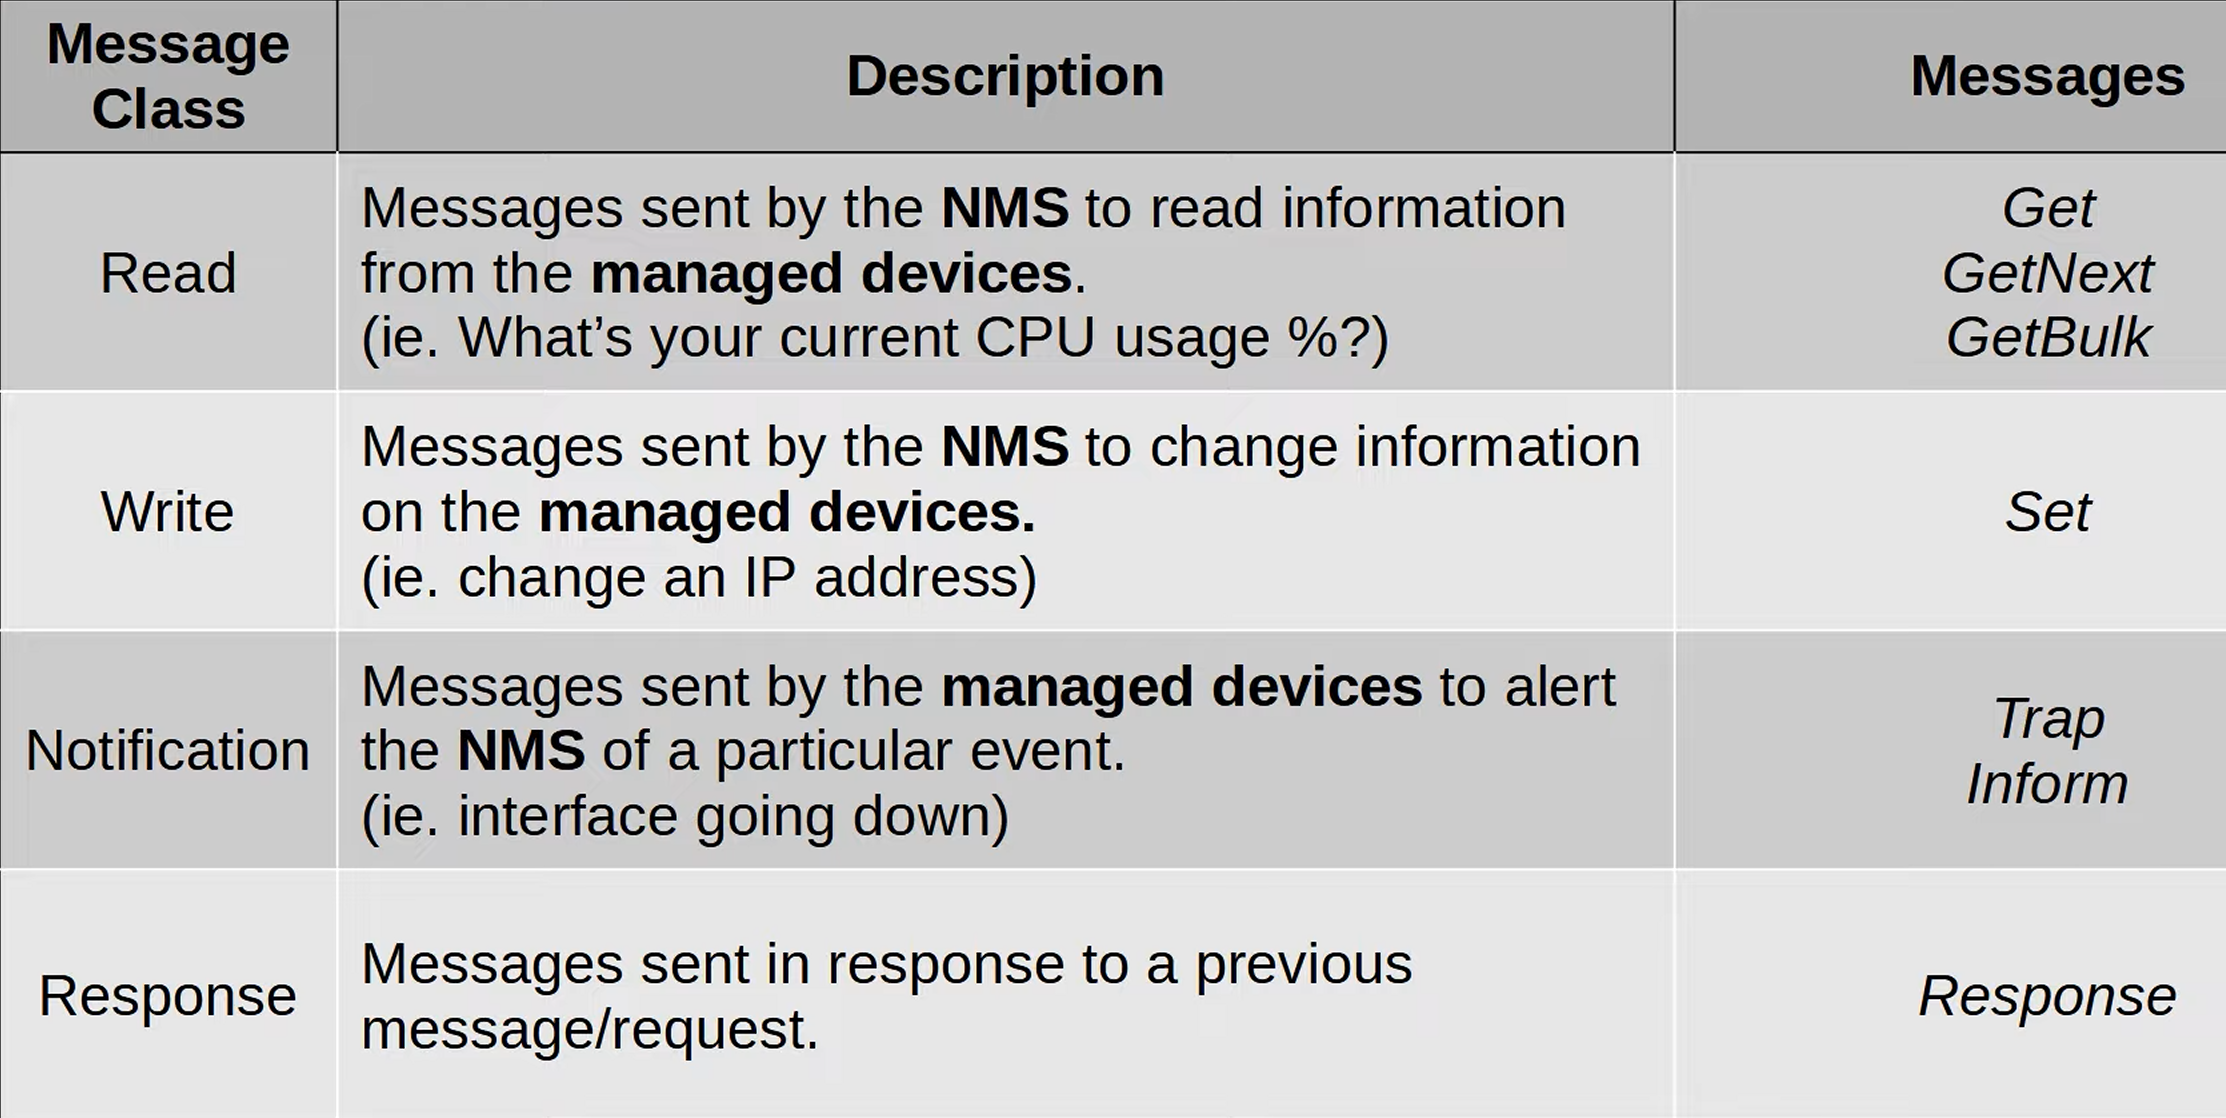 Message
Class
Description
Messages
Read
Messages sent by the NMS to read information
from the managed devices.
(ie. What’s your current CPU usage %?)
Get
GetNext
GetBulk
Write
Messages sent by the NMS to change information
on the managed devices.
(ie. change an IP address)
Set
Notification
Messages sent by the managed devices to alert
the NMS of a particular event.
(ie. interface going down)
Trap
Inform
Response
Messages sent in response to a previous
message/request.
Response